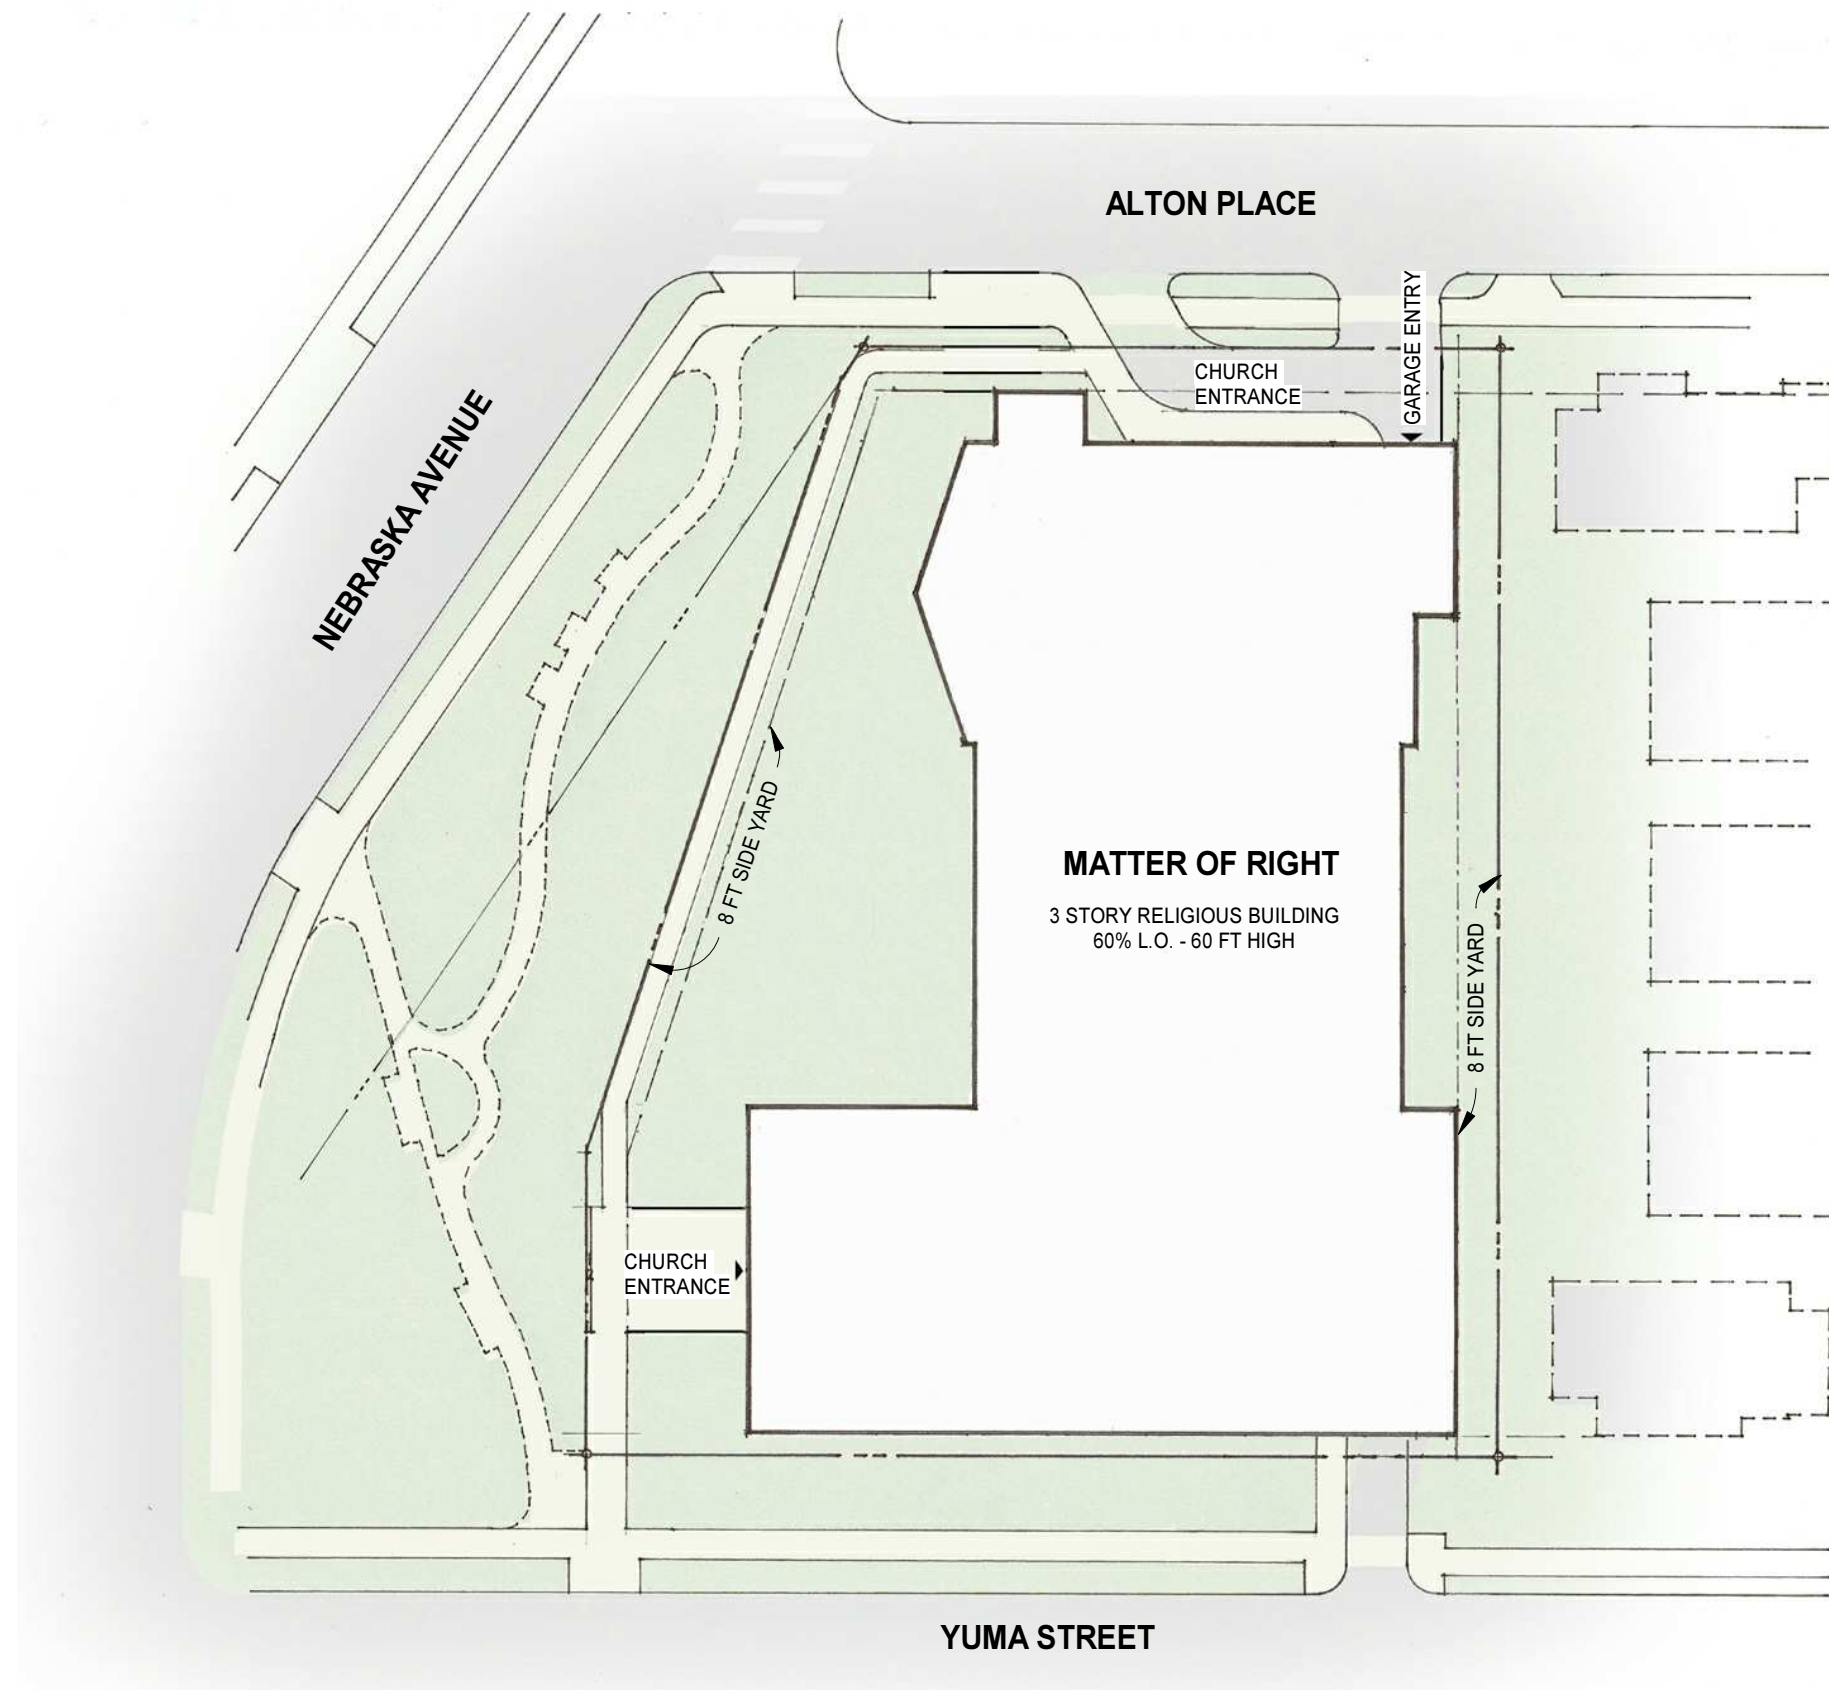 ALTON PLACE
GARAGE ENTRY
CHURCH
ENTRANCE
NEBRASKA AVENUE
8 FT SIDE YARD
MATTER OF RIGHT
3 STORY RELIGIOUS BUILDING
60% L.O. - 60 FT HIGH
8 FT SIDE YARD
CHURCH
ENTRANCE
YUMA STREET